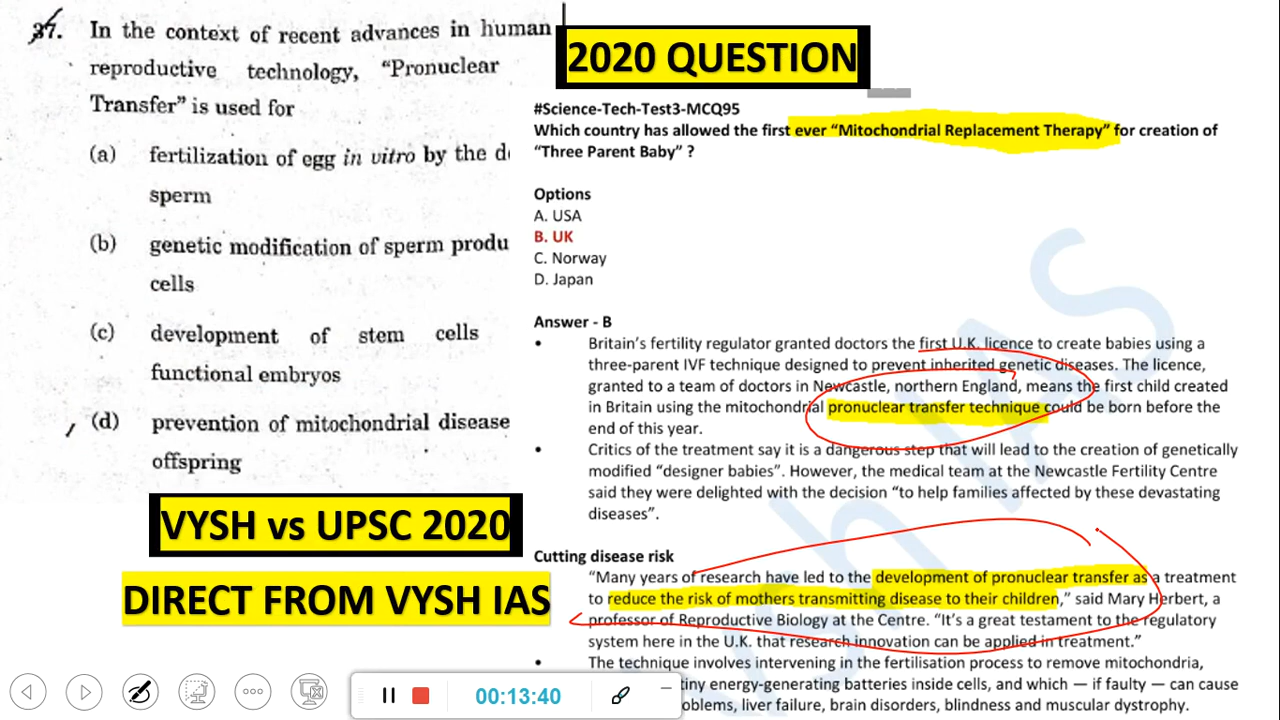 37. In the context of recent advances in human
reproductive technology, "Pronuclear
Transfer" is used for
(a) fertilization of egg in vitro by the
sperm
(b) genetic modification of sperm
cells
(c) development of stem cells
functional embryos
(d) prevention of mitochondrial disease
offspring
VYSH vs UPSC 2020
DIRECT FROM VYSH IAS
2020 QUESTION
#Science-Tech-Test3-MCQ95
Which country has allowed the first ever “Mitochondrial Replacement Therapy” for creation of
“Three Parent Baby” ?
Options
A. USA
B. UK
C. Norway
D. Japan
Answer - B
• Britain’s fertility regulator granted doctors the first U.K. licence to create babies using a
three-parent IVF technique designed to prevent inherited genetic diseases. The licence,
granted to a team of doctors in Newcastle, northern England, means the first child created
in Britain using the mitochondrial pronuclear transfer technique could be born before the
end of this year.
• Critics of the treatment say it is a dangerous step that will lead to the creation of genetically
modified “designer babies”. However, the medical team at the Newcastle Fertility Centre
said they were delighted with the decision “to help families affected by these devastating
diseases”.
Cutting disease risk
“Many years of research have led to the development of pronuclear transfer as a treatment
to reduce the risk of mothers transmitting disease to their children,” said Mary Herbert, a
professor of Reproductive Biology at the Centre. “It’s a great testament to the regulatory
system here in the U.K. that research innovation can be applied in treatment.”
• The technique involves intervening in the fertilisation process to remove mitochondria,
tiny energy-generating batteries inside cells, and which — if faulty — can cause
oblems, liver failure, brain disorders, blindness and muscular dystrophy.
Vysh IAS
00:13:40